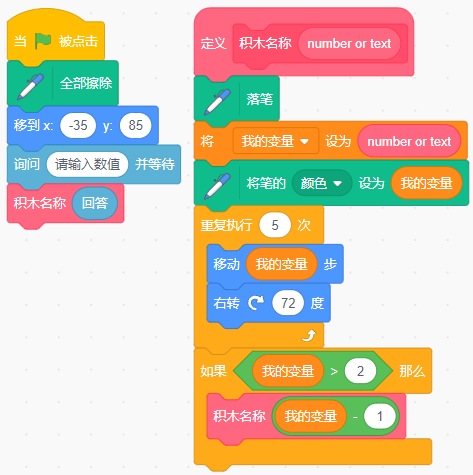 当 被点击
全部擦除
移到 x: -35 y: 85
询问 请输入数值 并等待
积木名称 回答
定义 积木名称 number or text
落笔
将 我的变量 设为 number or text
将笔的 颜色 设为 我的变量
重复执行 5 次
移动 我的变量 步
右转 72 度
如果 我的变量 > 2 那么
积木名称 我的变量 - 1